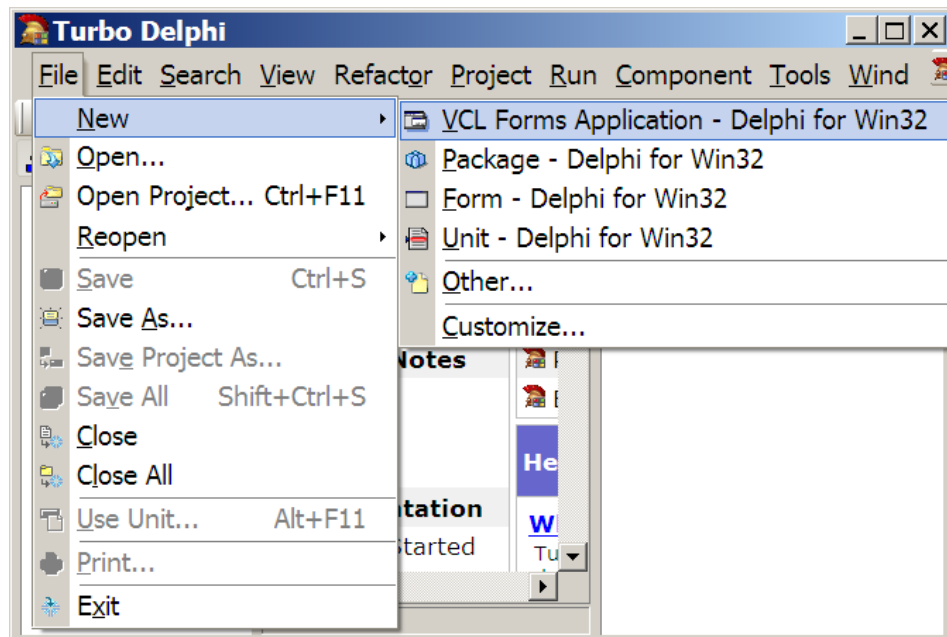 Turbo Delphi
File Edit Search View Refactor Project Run Component Tools Wind
New
Open...
Open Project... Ctrl+F11
Reopen
Save Ctrl+S
Save As...
Save Project As...
Save All Shift+Ctrl+S
Close
Close All
Use Unit... Alt+F11
Print...
Exit
VCL Forms Application - Delphi for Win32
Package - Delphi for Win32
Form - Delphi for Win32
Unit - Delphi for Win32
Other...
Customize...
Notes
He
tation
Started
W
Tu